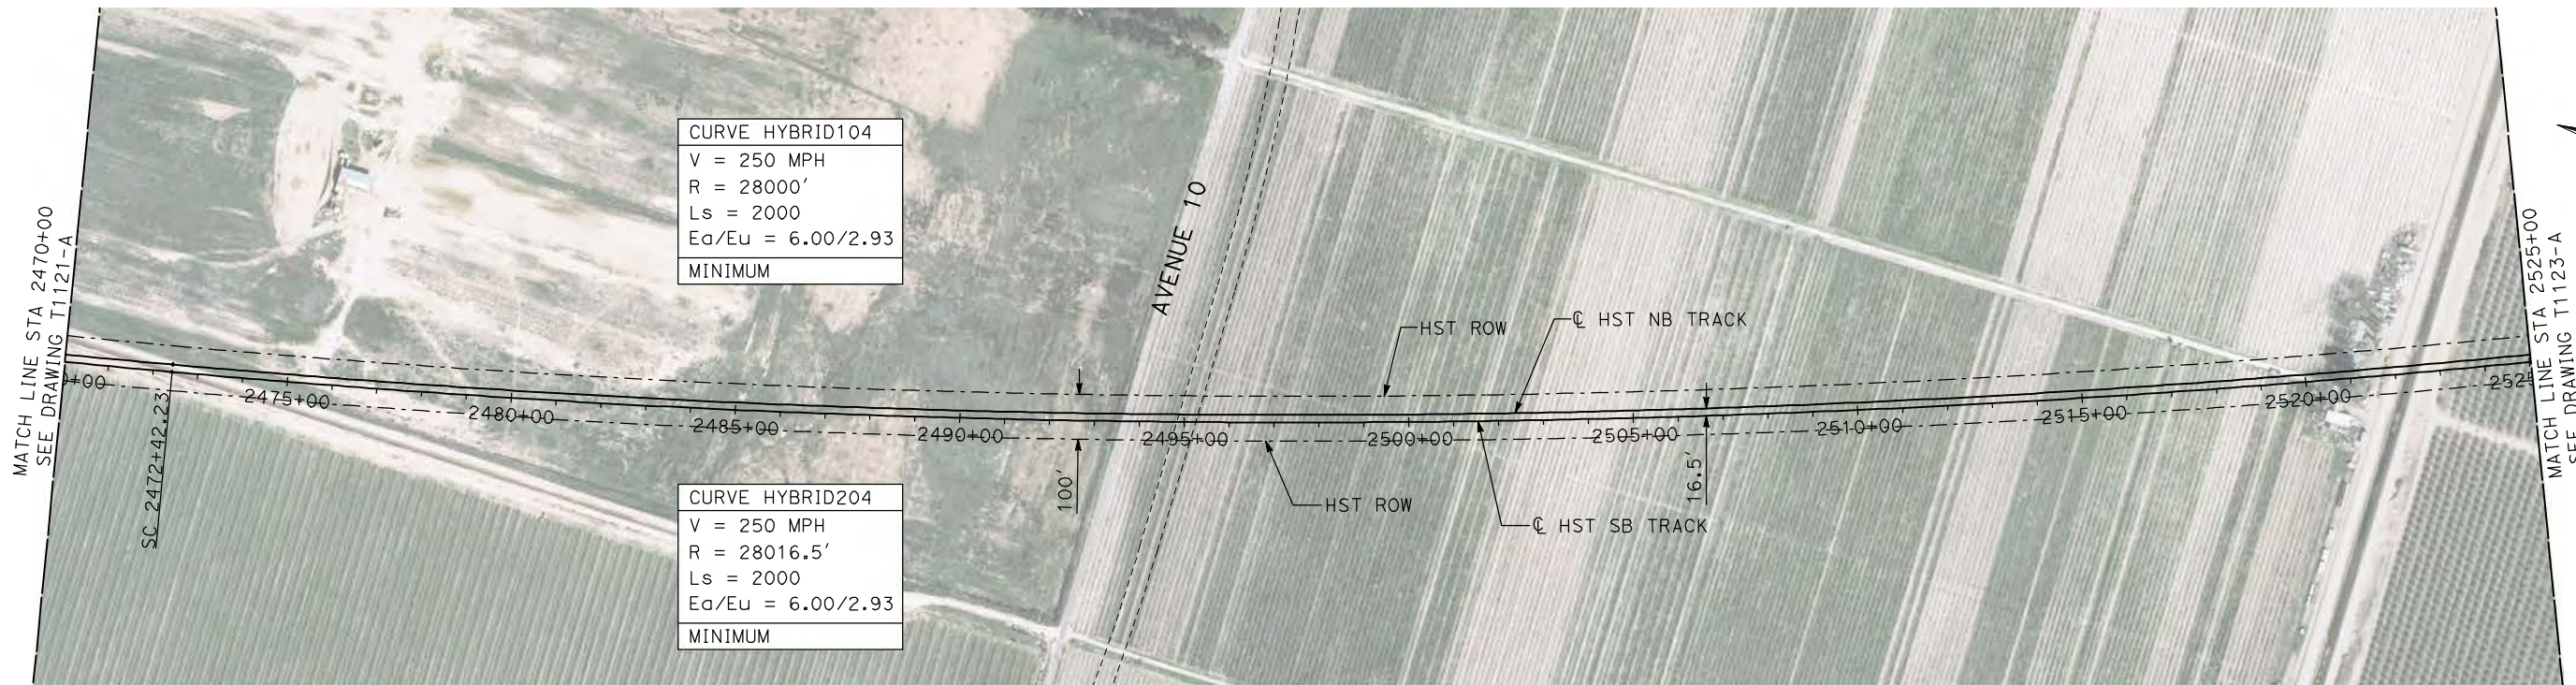 MATCH LINE STA 2470+00
SEE DRAWING T1121-A
CURVE HYBRID104
V = 250 MPH
R = 28000'
Ls = 2000
Ea/Eu = 6.00/2.93
MINIMUM
AVENUE 10
HST ROW
℄ HST NB TRACK
0+00
2475+00
2480+00
2485+00
2490+00
2495+00
2500+00
2505+00
2510+00
2515+00
2520+00
2525
SC 2472+42.23
100'
16.5'
HST ROW
℄ HST SB TRACK
CURVE HYBRID204
V = 250 MPH
R = 28016.5'
Ls = 2000
Ea/Eu = 6.00/2.93
MINIMUM
MATCH LINE STA 2525+00
SEE DRAWING T1123-A